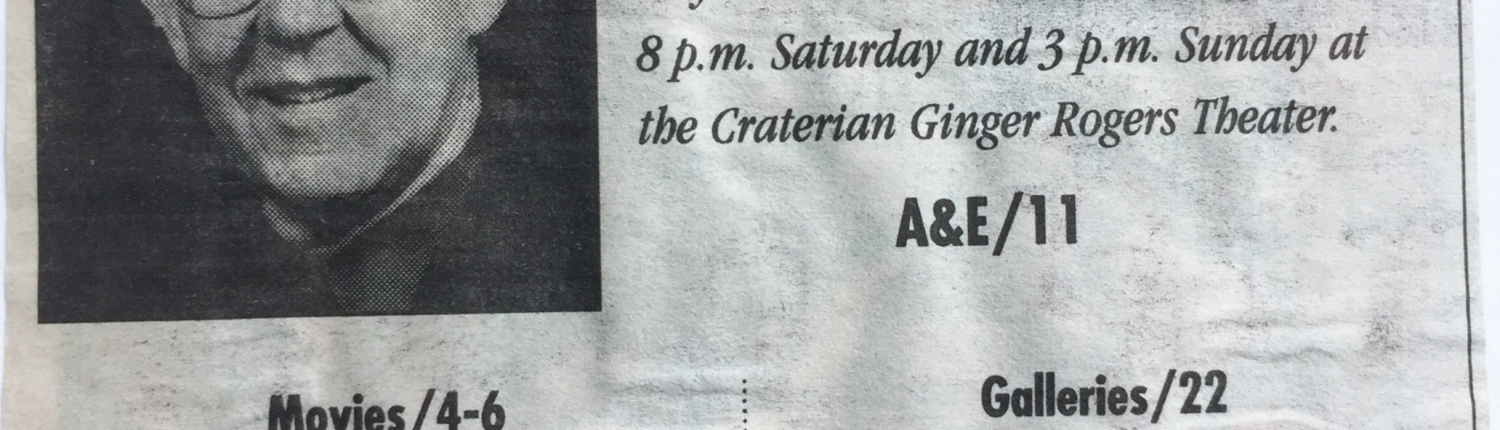 8 p.m. Saturday and 3 p.m. Sunday at
the Craterian Ginger Rogers Theater.
A&E/11
Movies/4-6
Galleries/22